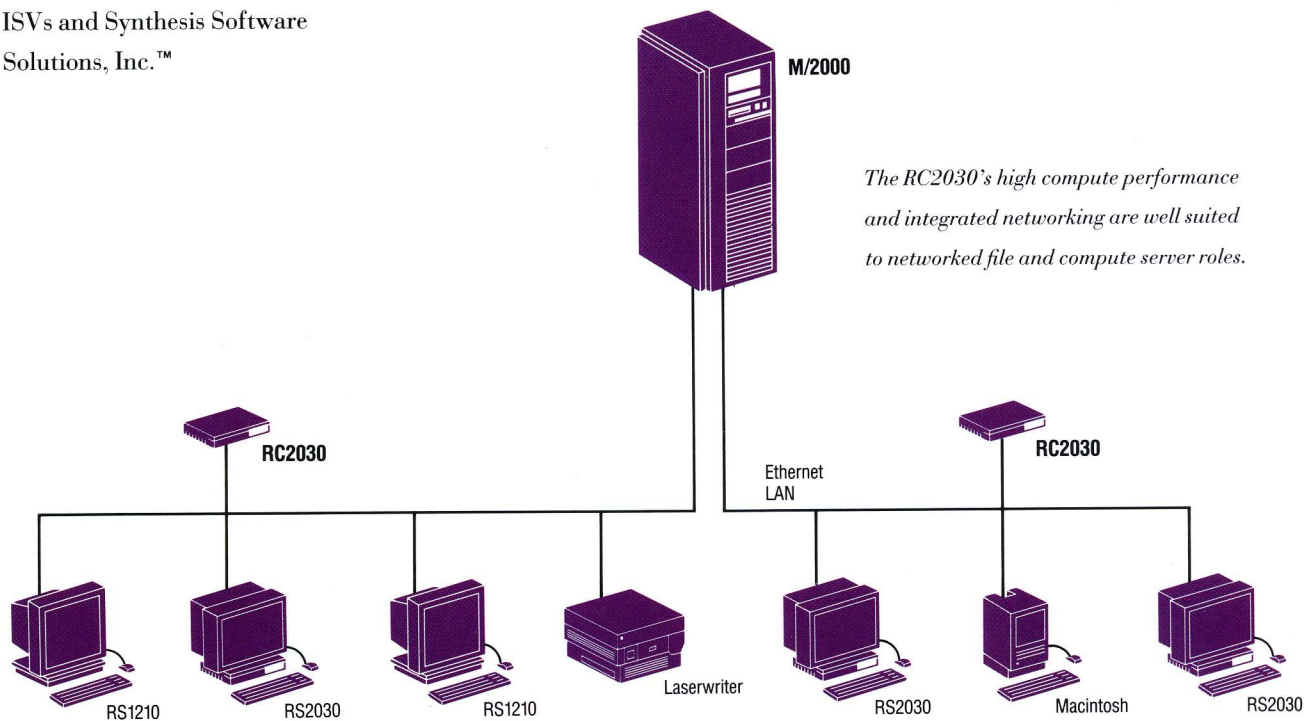 ISVs and Synthesis Software
Solutions, Inc.™
M/2000
The RC2030's high compute performance
and integrated networking are well suited
to networked file and compute server roles.
RC2030
RC2030
Ethernet
LAN
RS1210
RS2030
RS1210
Laserwriter
RS2030
Macintosh
RS2030